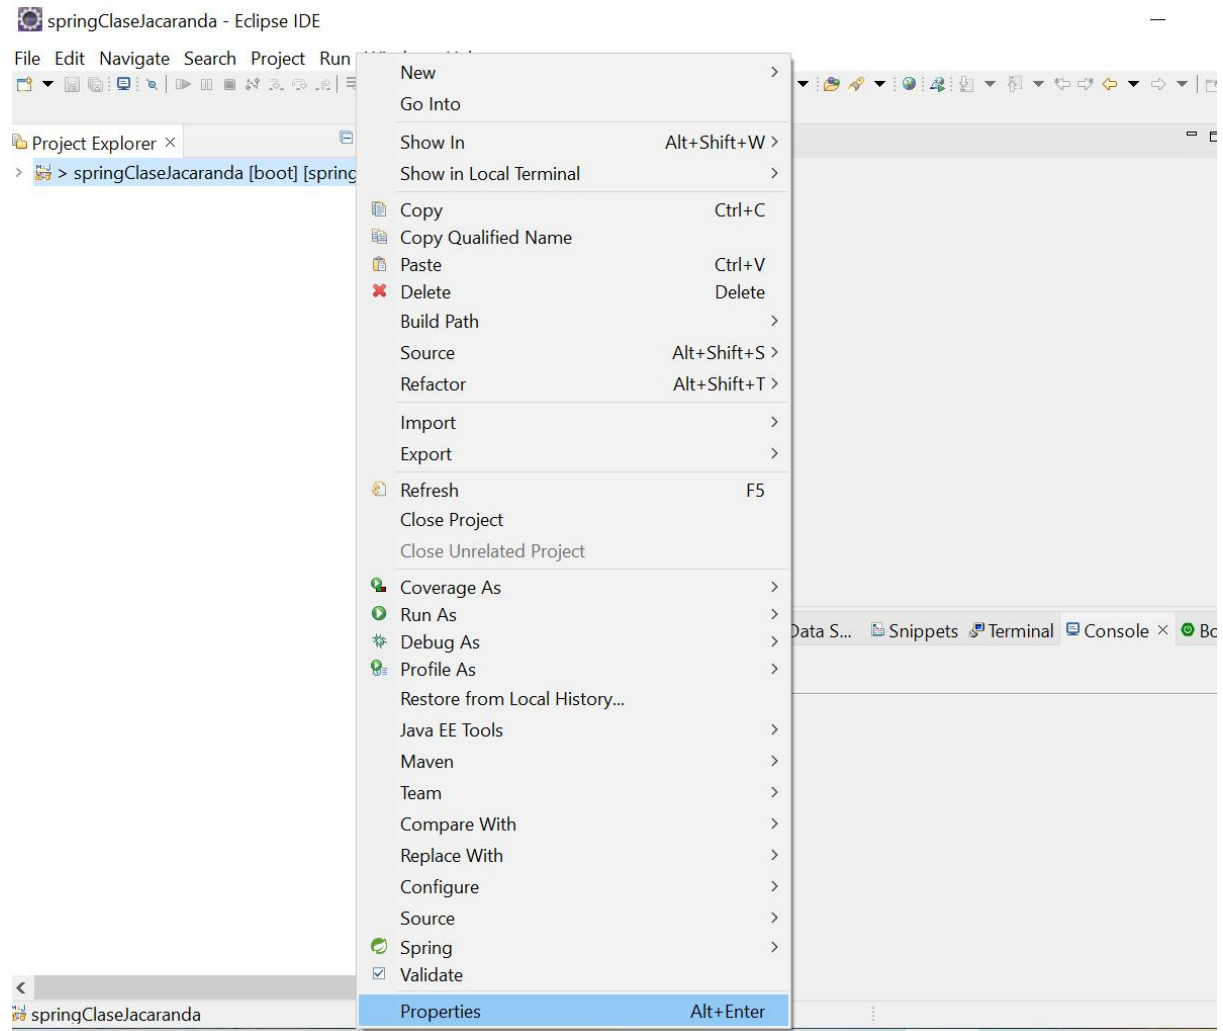 springClaseJacaranda - Eclipse IDE
File Edit Navigate Search Project Run
Project Explorer ×
> springClaseJacaranda [boot] [spring
New
Go Into
Show In Alt+Shift+W
Show in Local Terminal
Copy Ctrl+C
Copy Qualified Name
Paste Ctrl+V
Delete Delete
Build Path
Source Alt+Shift+S
Refactor Alt+Shift+T
Import
Export
Refresh F5
Close Project
Close Unrelated Project
Coverage As
Run As
Debug As
Profile As
Restore from Local History...
Java EE Tools
Maven
Team
Compare With
Replace With
Configure
Source
Spring
Validate
Properties Alt+Enter
Data S... Snippets Terminal Console × Bo
springClaseJacaranda